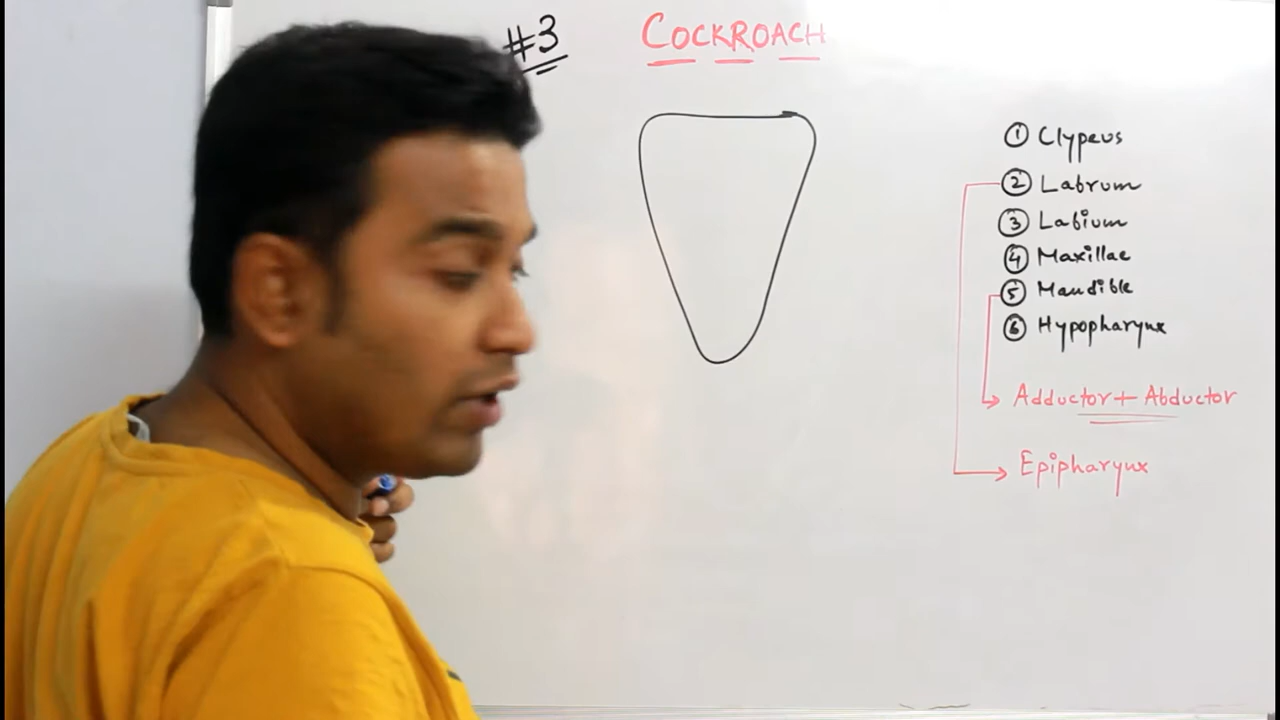 #3
COCKROACH
① Clypeus
② Labrum
③ Labium
④ Maxillae
⑤ Mandible
⑥ Hypopharynx
Adductor + Abductor
Epipharynx